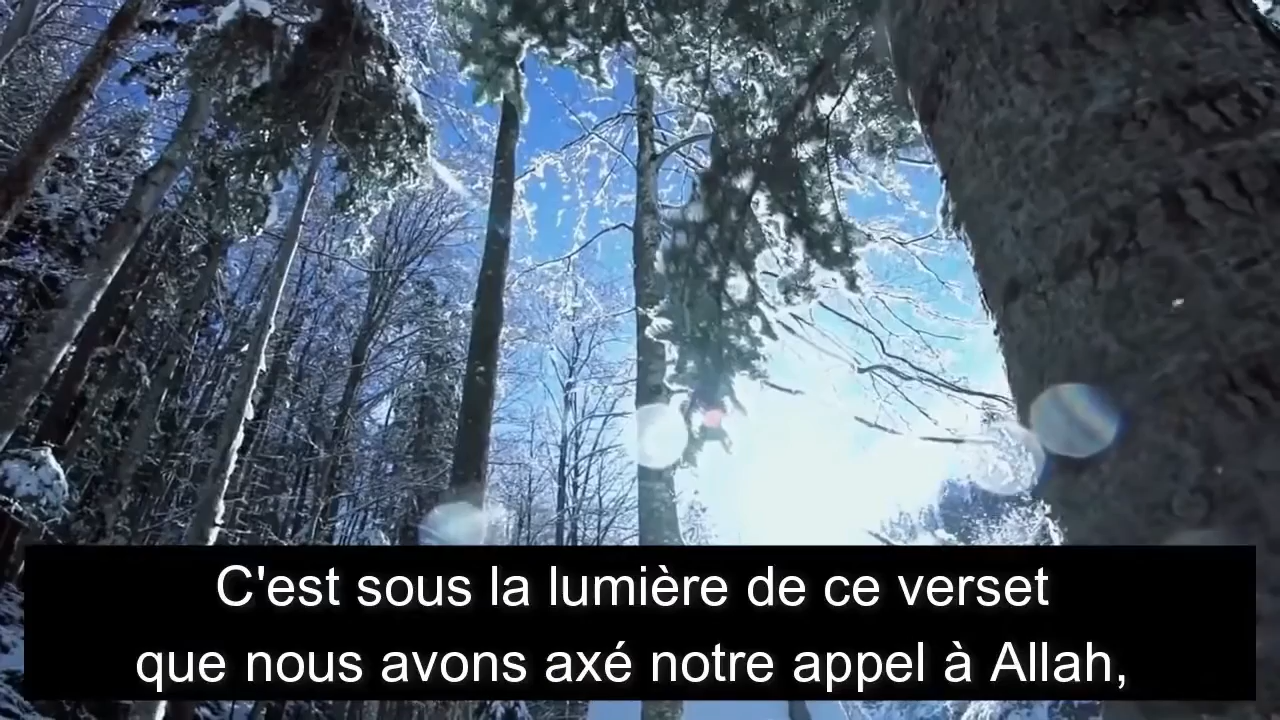 C'est sous la lumière de ce verset
que nous avons axé notre appel à Allah,